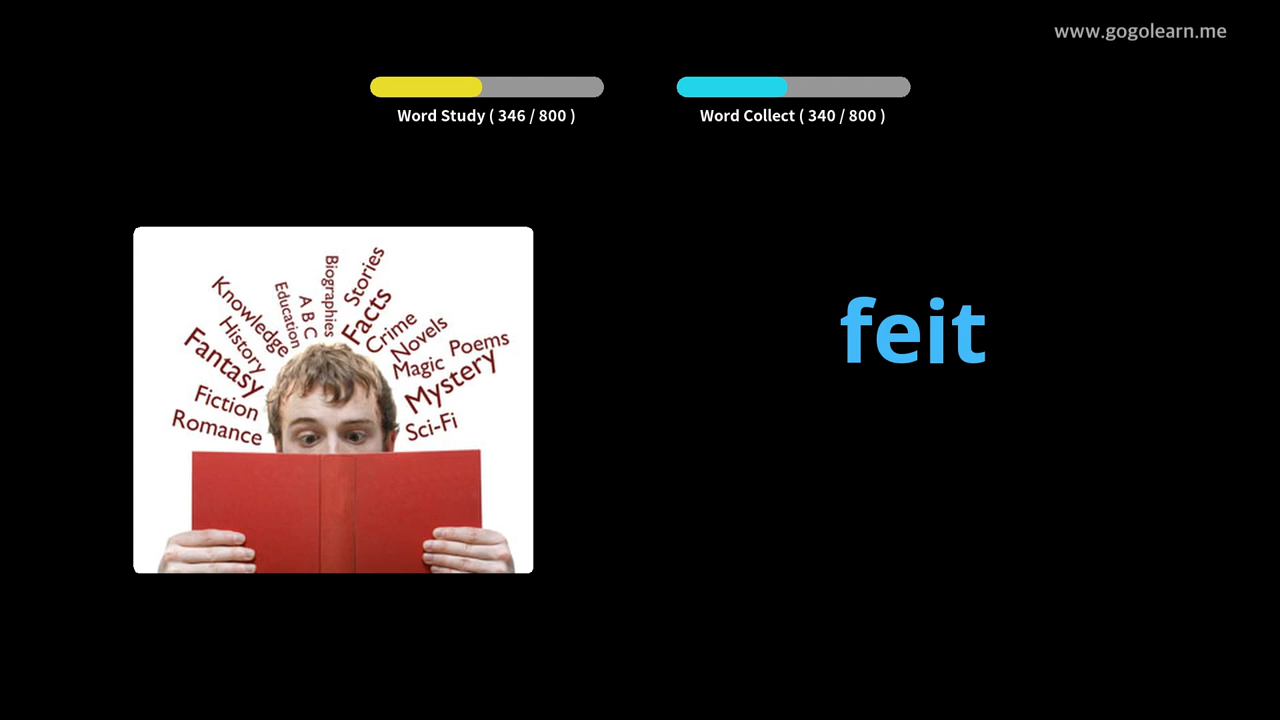 www.gogolearn.me
Word Study ( 346 / 800 )
Word Collect ( 340 / 800 )
feit
Biographies
Stories
Education
A B C
Facts
Knowledge
Crime
History
Novels
Fantasy
Magic
Poems
Mystery
Fiction
Romance
Sci-Fi